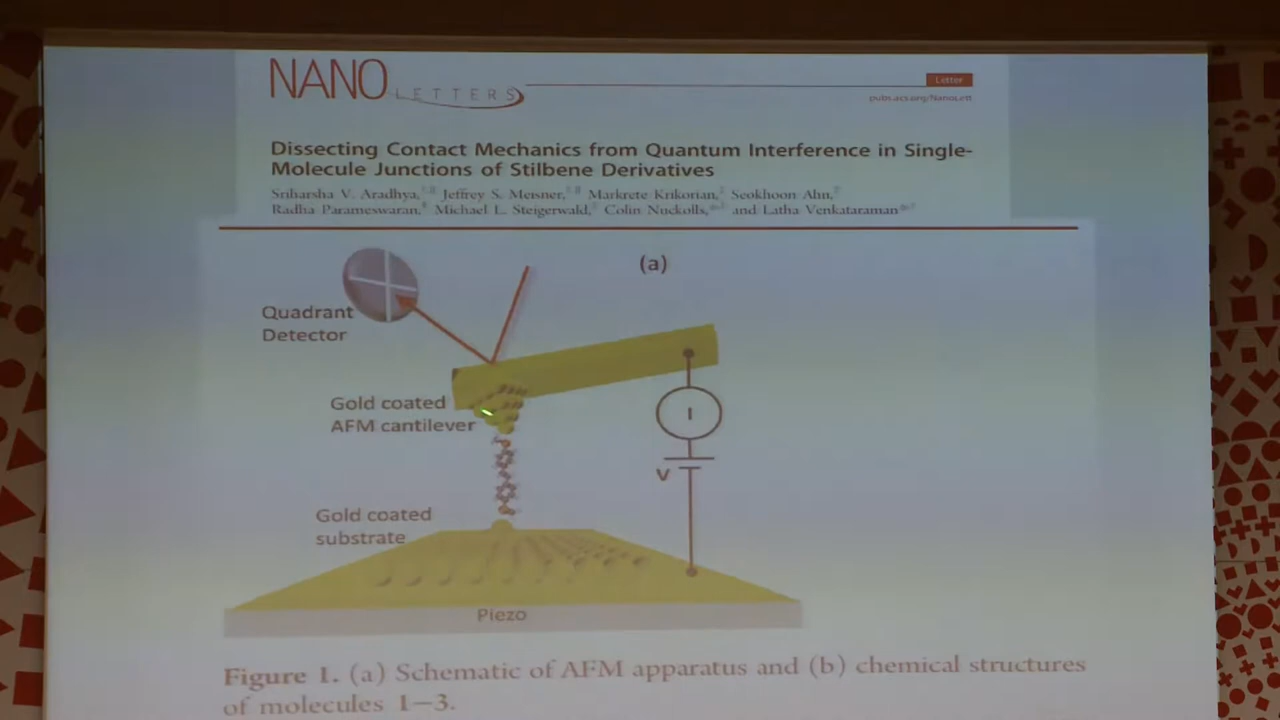 NANO LETTERS
Letter
pubs.acs.org/NanoLett
Dissecting Contact Mechanics from Quantum Interference in Single-
Molecule Junctions of Stilbene Derivatives
Sriharsha V. Aradhya, Jeffrey S. Meisner, Markrete Krikorian, Seokhoon Ahn,
Radha Parameswaran, Michael L. Steigerwald, Colin Nuckolls, and Latha Venkataraman
(a)
Quadrant
Detector
Gold coated
AFM cantilever
I
V
Gold coated
substrate
Piezo
Figure 1. (a) Schematic of AFM apparatus and (b) chemical structures
of molecules 1–3.